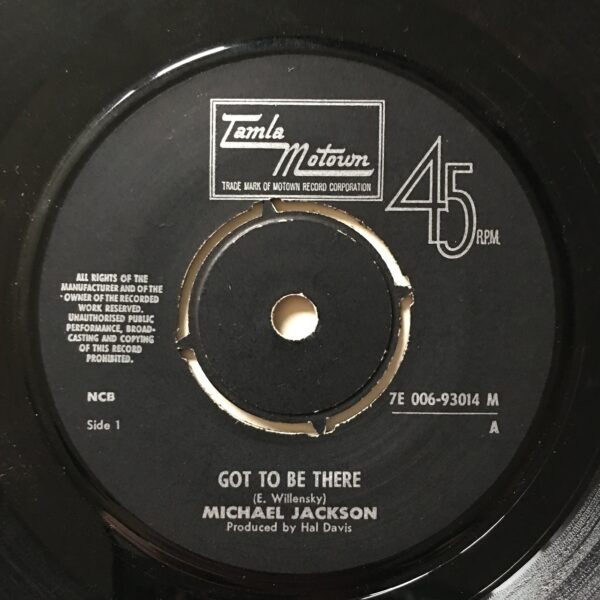 Tamla
Motown
TRADE MARK OF MOTOWN RECORD CORPORATION
45
R.P.M.
ALL RIGHTS OF THE
MANUFACTURER AND OF THE
OWNER OF THE RECORDED
WORK RESERVED.
UNAUTHORISED PUBLIC
PERFORMANCE, BROAD-
CASTING AND COPYING
OF THIS RECORD
PROHIBITED.
NCB
Side 1
7E 006-93014 M
A
GOT TO BE THERE
(E. Willensky)
MICHAEL JACKSON
Produced by Hal Davis